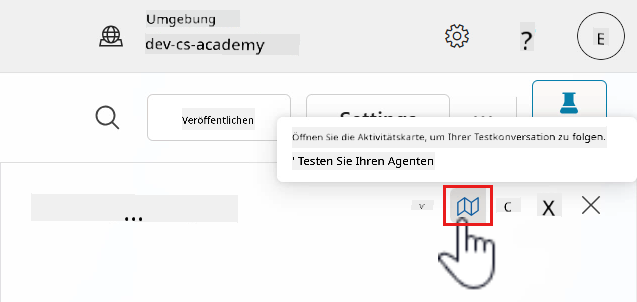 Umgebung
dev-cs-academy
?
E
Veröffentlichen
Settings
...
Öffnen Sie die Aktivitätskarte, um Ihrer Testkonversation zu folgen.
' Testen Sie Ihren Agenten
...
v
C
X